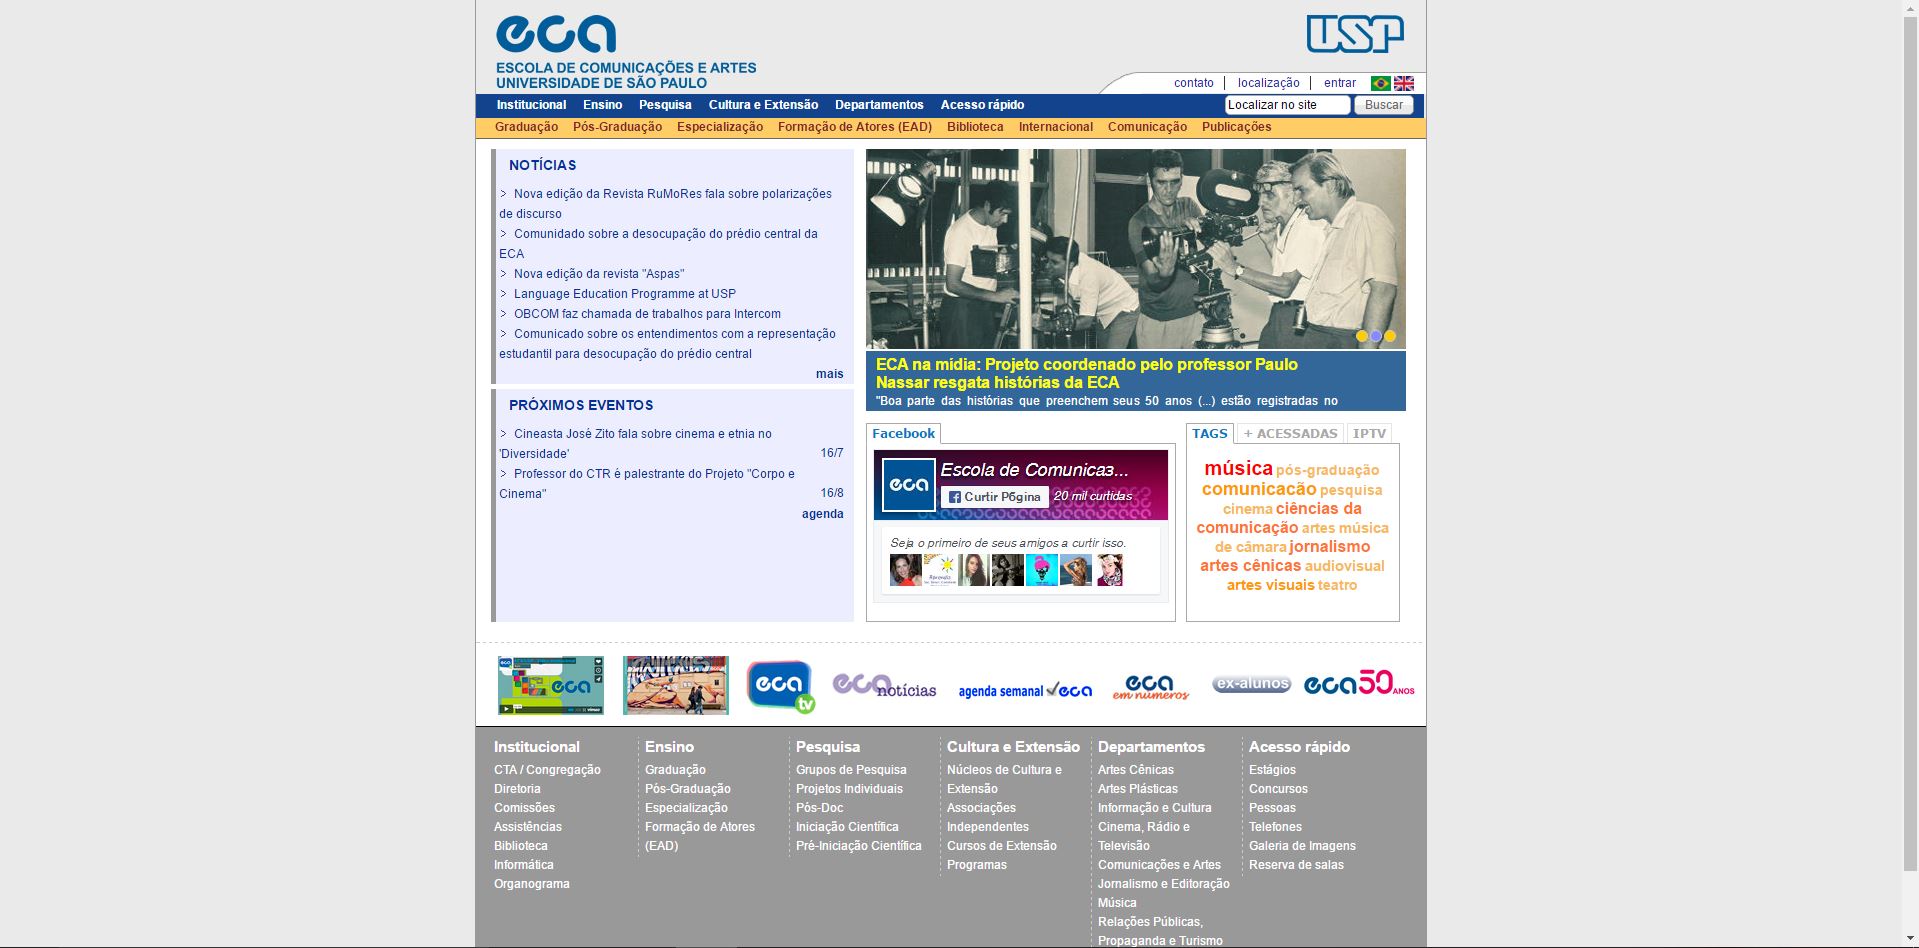 eca
USP
ESCOLA DE COMUNICAÇÕES E ARTES
UNIVERSIDADE DE SÃO PAULO
contato localização entrar
Institucional Ensino Pesquisa Cultura e Extensão Departamentos Acesso rápido Localizar no site Buscar
Graduação Pós-Graduação Especialização Formação de Atores (EAD) Biblioteca Internacional Comunicação Publicações
NOTÍCIAS
> Nova edição da Revista RuMoRes fala sobre polarizações
de discurso
> Comunidado sobre a desocupação do prédio central da
ECA
> Nova edição da revista "Aspas"
> Language Education Programme at USP
> OBCOM faz chamada de trabalhos para Intercom
> Comunicado sobre os entendimentos com a representação
estudantil para desocupação do prédio central
mais
PRÓXIMOS EVENTOS
> Cineasta José Zito fala sobre cinema e etnia no
'Diversidade' 16/7
> Professor do CTR é palestrante do Projeto "Corpo e
Cinema" 16/8
agenda
ECA na mídia: Projeto coordenado pelo professor Paulo
Nassar resgata histórias da ECA
"Boa parte das histórias que preenchem seus 50 anos (...) estão registradas no
Facebook
eca
Escola de Comunicaз...
Curtir Pбgina 20 mil curtidas
Seja o primeiro de seus amigos a curtir isso.
TAGS + ACESSADAS IPTV
música pós-graduação
comunicacão pesquisa
cinema ciências da
comunicação artes música
de câmara jornalismo
artes cênicas audiovisual
artes visuais teatro
eca
eca tv
eca notícias
agenda semanal eca
eca em números
ex-alunos
eca 50 ANOS
Institucional
CTA / Congregação
Diretoria
Comissões
Assistências
Biblioteca
Informática
Organograma
Ensino
Graduação
Pós-Graduação
Especialização
Formação de Atores
(EAD)
Pesquisa
Grupos de Pesquisa
Projetos Individuais
Pós-Doc
Iniciação Científica
Pré-Iniciação Científica
Cultura e Extensão
Núcleos de Cultura e
Extensão
Associações
Independentes
Cursos de Extensão
Programas
Departamentos
Artes Cênicas
Artes Plásticas
Informação e Cultura
Cinema, Rádio e
Televisão
Comunicações e Artes
Jornalismo e Editoração
Música
Relações Públicas,
Propaganda e Turismo
Acesso rápido
Estágios
Concursos
Pessoas
Telefones
Galeria de Imagens
Reserva de salas